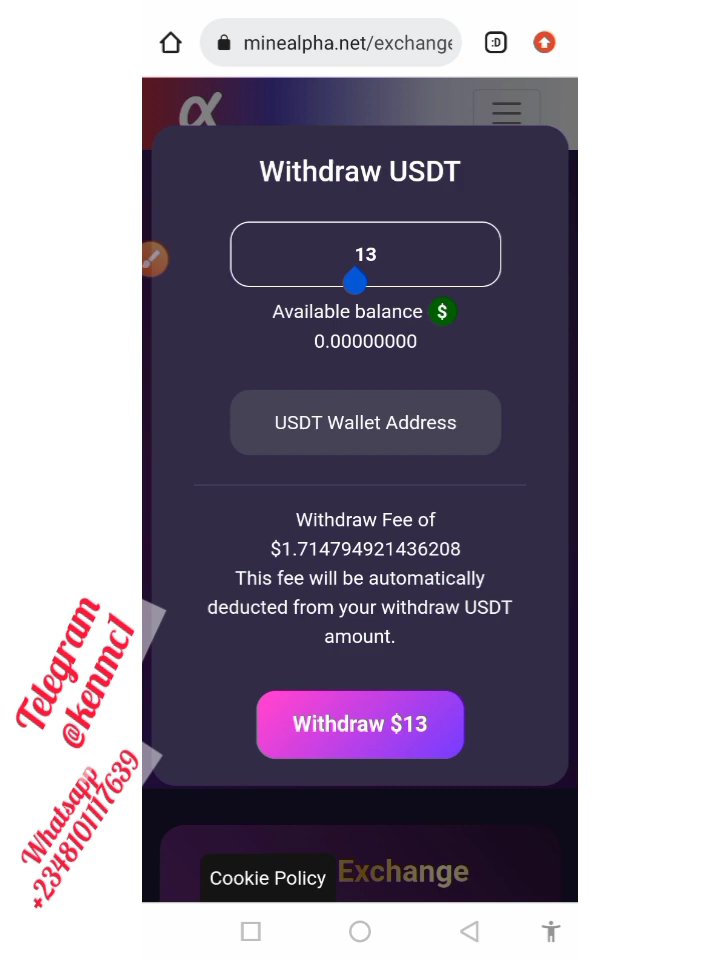 :D
minealpha.net/exchange
α
Withdraw USDT
13
Available balance $
0.00000000
USDT Wallet Address
Withdraw Fee of
$1.714794921436208
This fee will be automatically
deducted from your withdraw USDT
amount.
Withdraw $13
Exchange
Cookie Policy
Telegram
@kenmc1
Whatsapp
+2348101117639